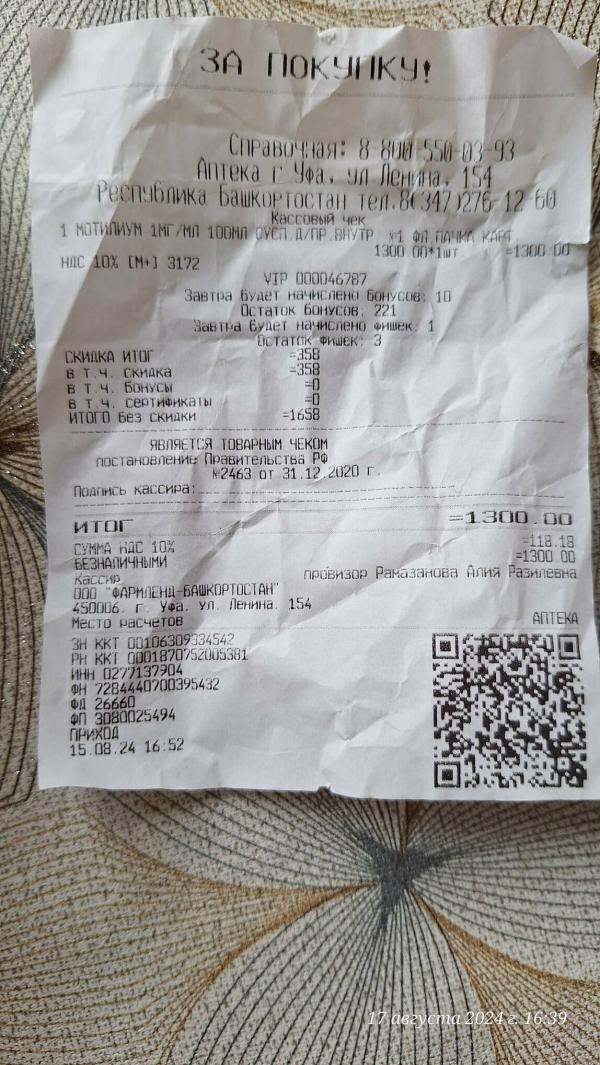 ЗА ПОКУПКУ!
Справочная: 8-800 550-03-93
Аптека г Уфа, ул Ленина, 154
Республика Башкортостан тел.8(347)276-12-60
Кассовый чек
1 МОТИЛИУМ 1МГ/МЛ 100МЛ СУСП.Д/ПР.ВНУТР №1 ФЛ ПАЧКА КАРТ
1300.00*1шт. =1300.00
НДС 10% [М+] 3172
VIP 000046787
Завтра будет начислено бонусов: 10
Остаток бонусов: 221
Завтра будет начислено фишек: 1
Остаток фишек: 3
СКИДКА ИТОГ =358
в т.ч. скидка =358
в т.ч. бонусы =0
в т.ч. сертификаты =0
ИТОГО без скидки =1658
ЯВЛЯЕТСЯ ТОВАРНЫМ ЧЕКОМ
постановление Правительства РФ
№2463 от 31.12.2020 г.
Подпись кассира:
ИТОГ =1300.00
СУММА НДС 10% =118.18
БЕЗНАЛИЧНЫМИ =1300.00
Кассир провизор Рамазанова Алия Разилевна
ООО "ФАРМЛЕНД-БАШКОРТОСТАН"
450006, г. Уфа, ул. Ленина, 154
Место расчетов АПТЕКА
ЗН ККТ 00106309334542
РН ККТ 0001870752005381
ИНН 0277137904
ФН 7284440700395432
ФД 26660
ФП 3080025494
ПРИХОД
15.08.24 16:52
17 августа 2024 г. 16:39